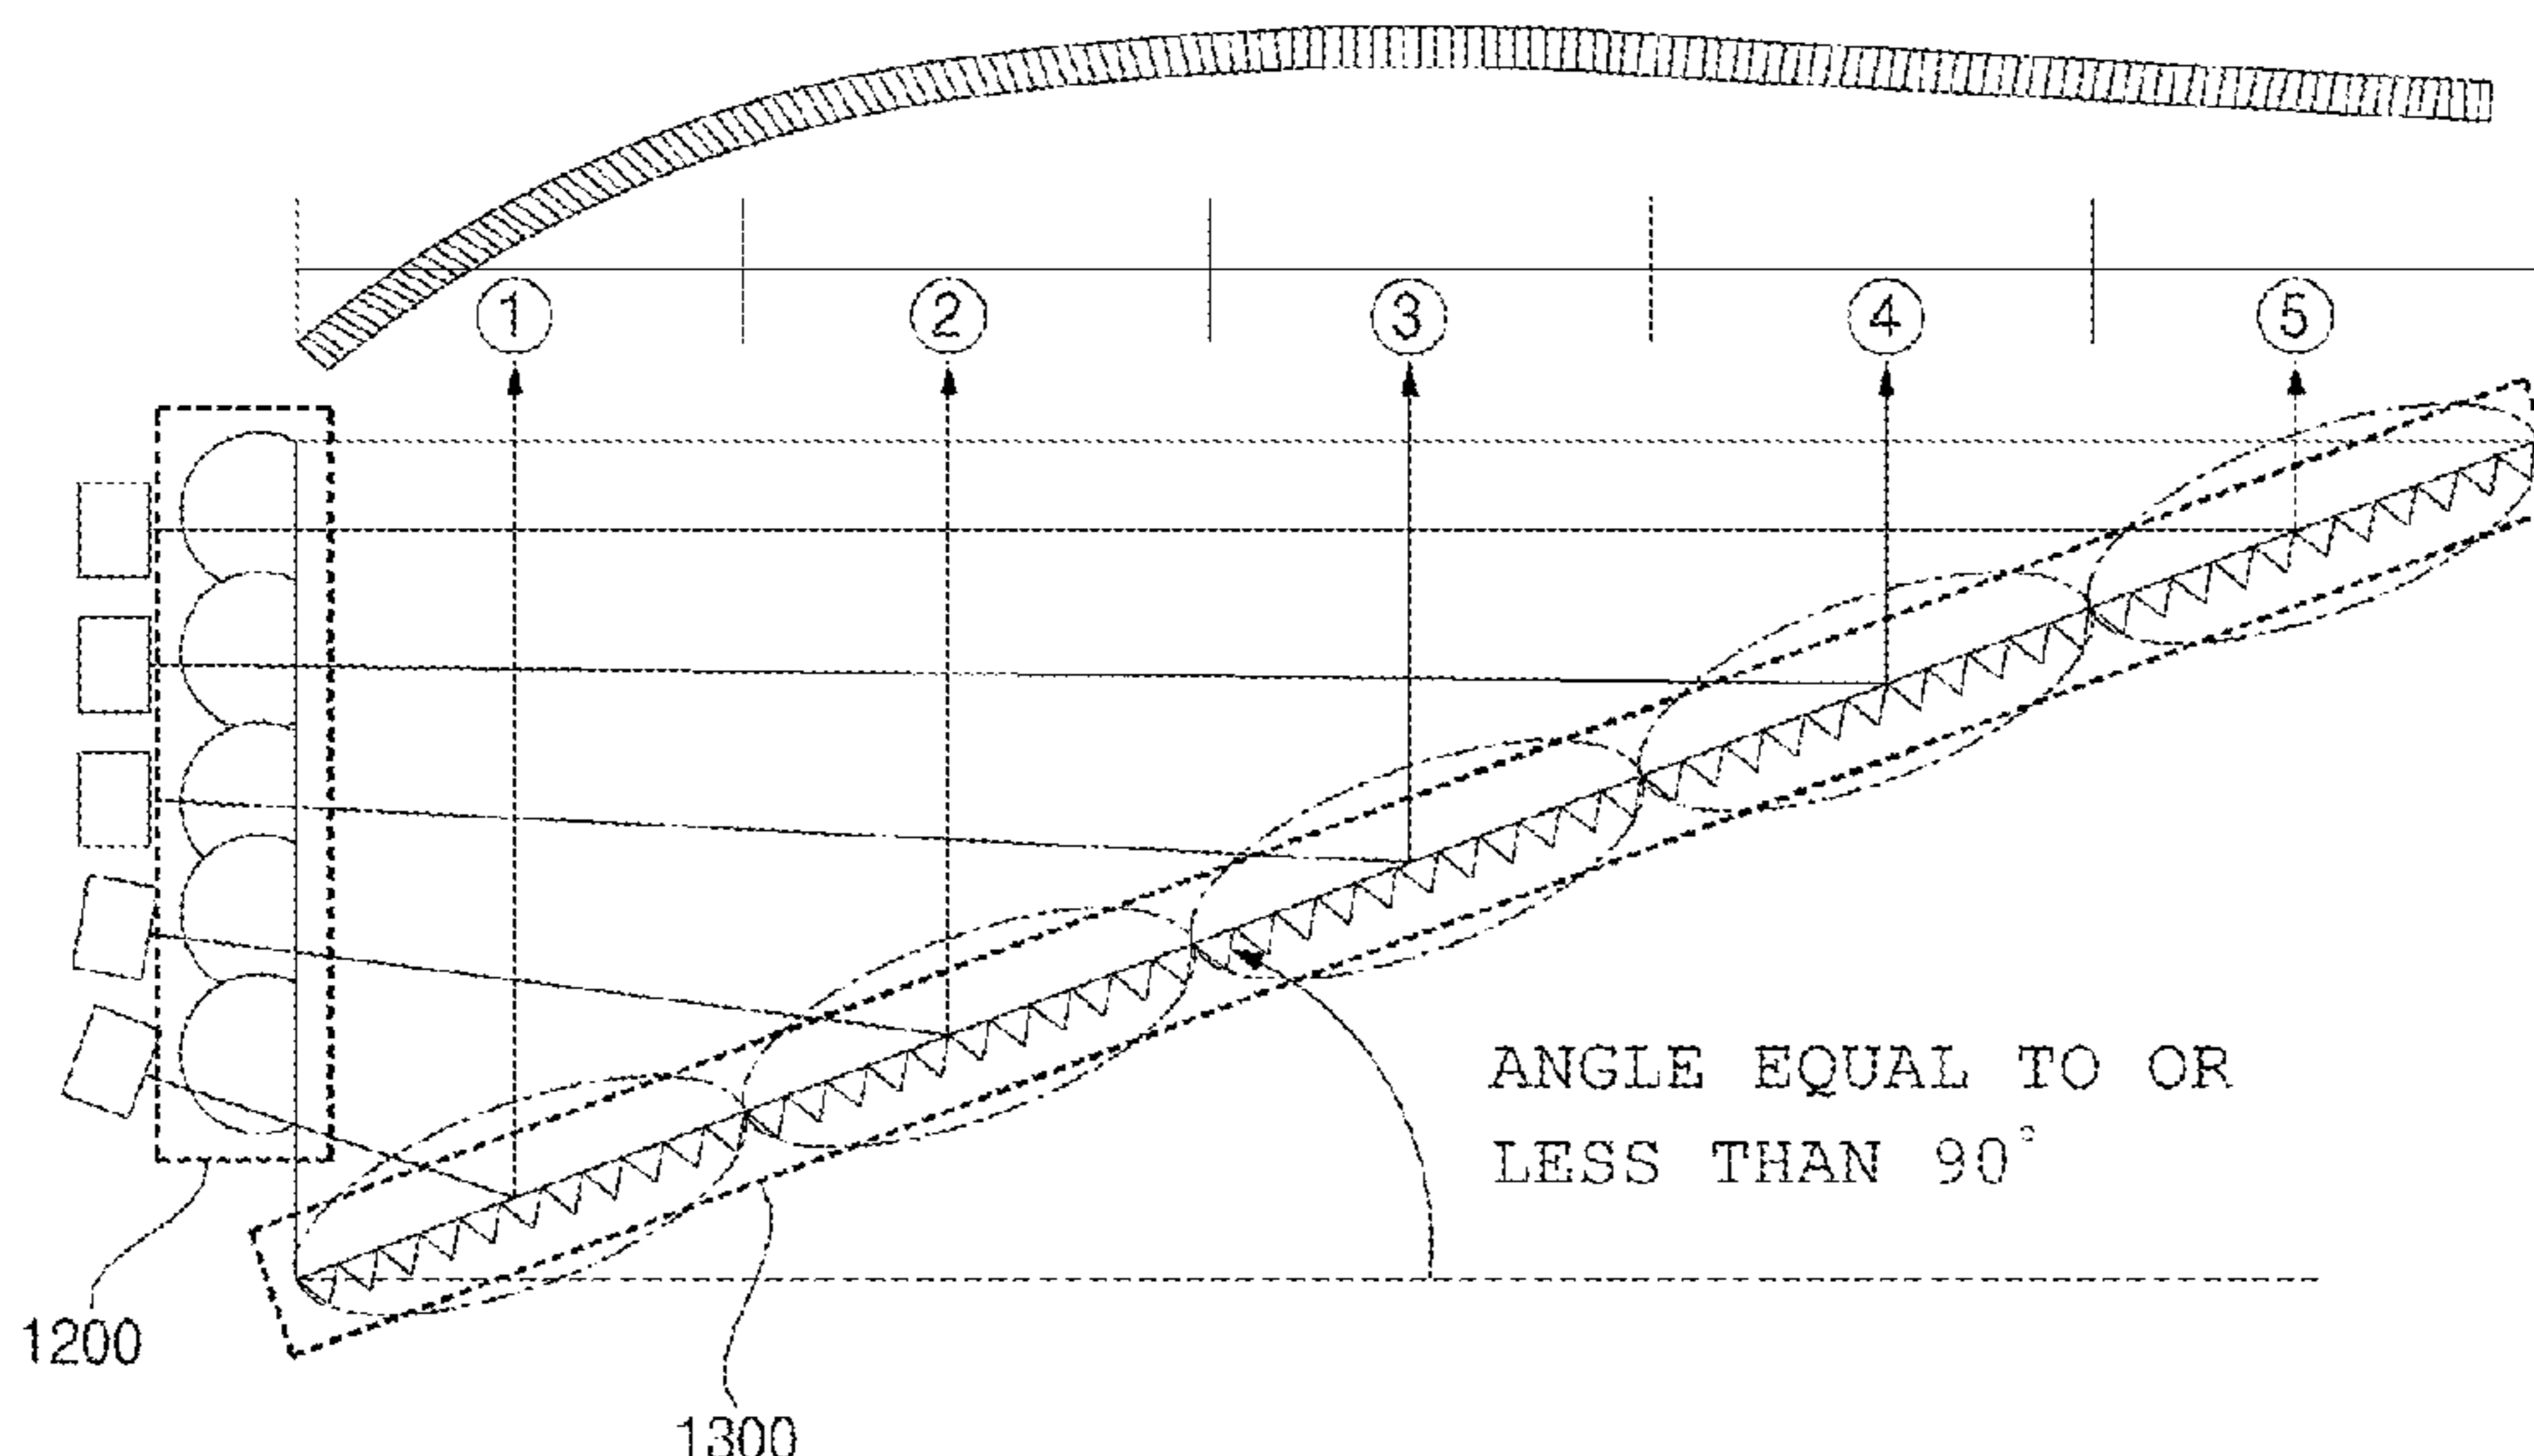 ① ② ③ ④ ⑤
ANGLE EQUAL TO OR
LESS THAN 90°
1200
1300